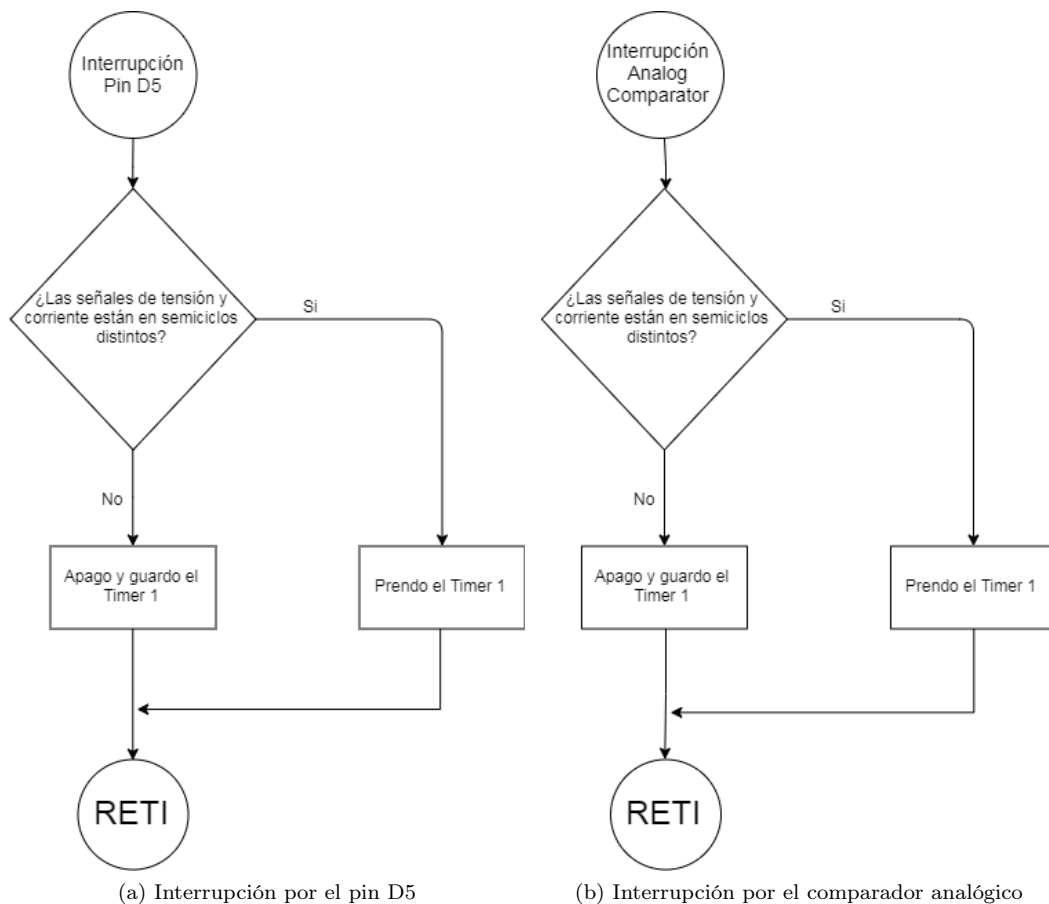 Interrupción
Pin D5
¿Las señales de tensión y
corriente están en semiciclos
distintos?
Si
No
Apago y guardo el
Timer 1
Prendo el Timer 1
RETI
(a) Interrupción por el pin D5
Interrupción
Analog
Comparator
¿Las señales de tensión y
corriente están en semiciclos
distintos?
Si
No
Apago y guardo el
Timer 1
Prendo el Timer 1
RETI
(b) Interrupción por el comparador analógico